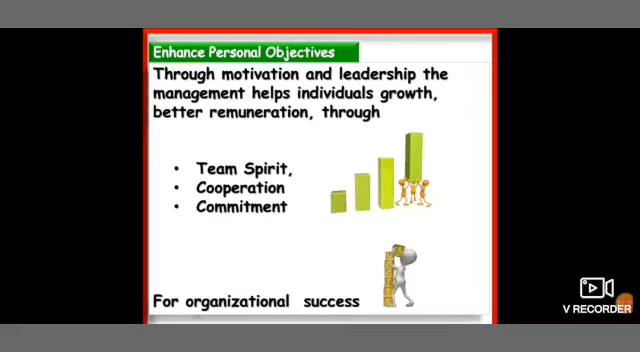 Enhance Personal Objectives
Through motivation and leadership the
management helps individuals growth,
better remuneration, through
• Team Spirit,
• Cooperation
• Commitment
For organizational success
V RECORDER